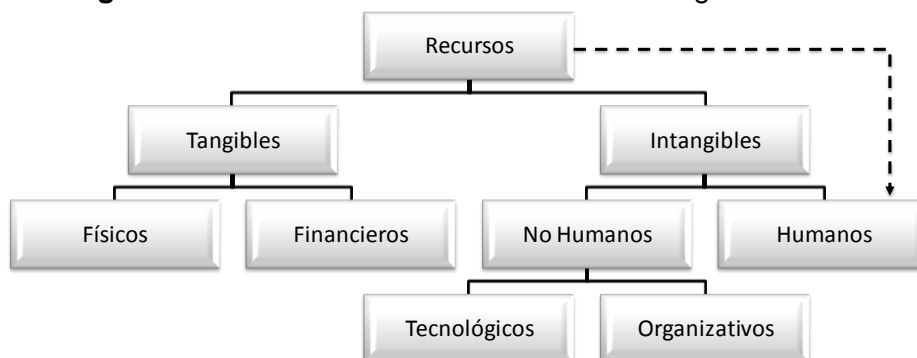 Recursos
Tangibles
Intangibles
Físicos
Financieros
No Humanos
Humanos
Tecnológicos
Organizativos